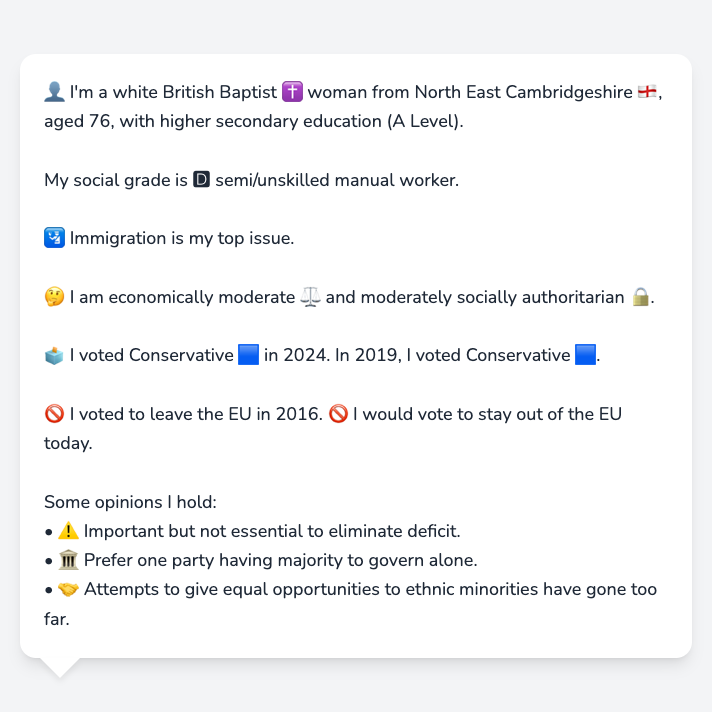 👤 I'm a white British Baptist ✝️ woman from North East Cambridgeshire 🏴󠁧󠁢󠁥󠁮󠁧󠁿,
aged 76, with higher secondary education (A Level).
My social grade is 🅳 semi/unskilled manual worker.
🛂 Immigration is my top issue.
🤔 I am economically moderate ⚖️ and moderately socially authoritarian 🔒.
🗳️ I voted Conservative 🟦 in 2024. In 2019, I voted Conservative 🟦.
🚫 I voted to leave the EU in 2016. 🚫 I would vote to stay out of the EU
today.
Some opinions I hold:
• ⚠️ Important but not essential to eliminate deficit.
• 🏛️ Prefer one party having majority to govern alone.
• 🤝 Attempts to give equal opportunities to ethnic minorities have gone too
far.